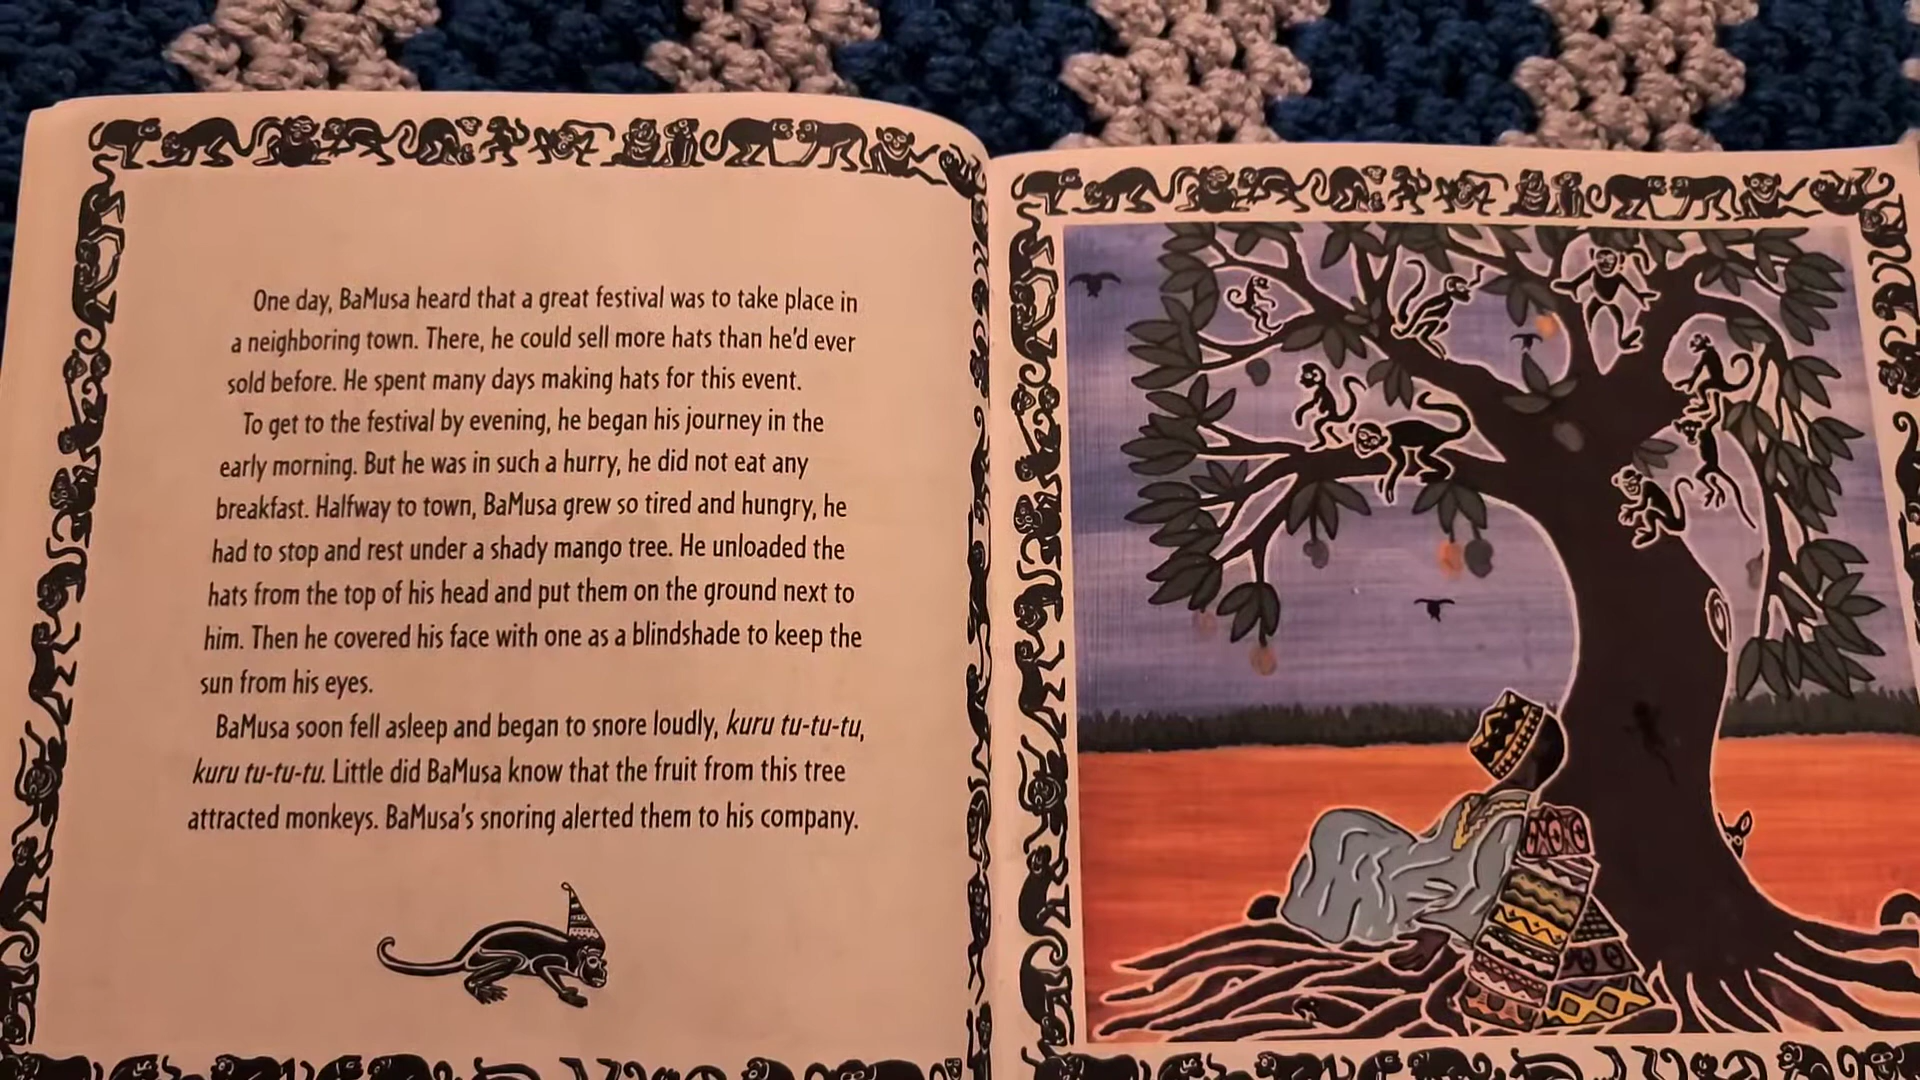 One day, BaMusa heard that a great festival was to take place in
a neighboring town. There, he could sell more hats than he'd ever
sold before. He spent many days making hats for this event.
To get to the festival by evening, he began his journey in the
early morning. But he was in such a hurry, he did not eat any
breakfast. Halfway to town, BaMusa grew so tired and hungry, he
had to stop and rest under a shady mango tree. He unloaded the
hats from the top of his head and put them on the ground next to
him. Then he covered his face with one as a blindshade to keep the
sun from his eyes.
BaMusa soon fell asleep and began to snore loudly, kuru tu-tu-tu,
kuru tu-tu-tu. Little did BaMusa know that the fruit from this tree
attracted monkeys. BaMusa's snoring alerted them to his company.